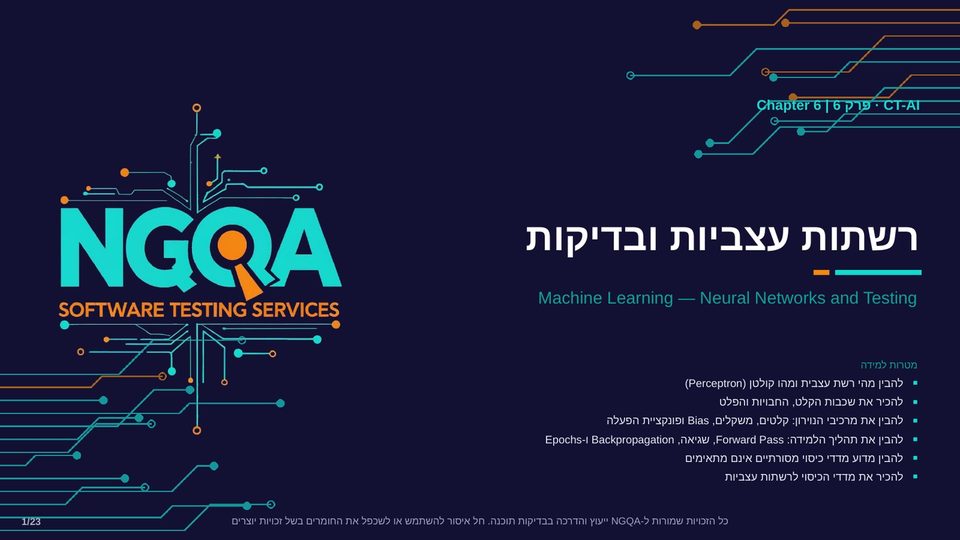 CT-AI · פרק 6 | Chapter 6
NGQA
SOFTWARE TESTING SERVICES
רשתות עצביות ובדיקות
Machine Learning — Neural Networks and Testing
מטרות למידה
▪ להבין מהי רשת עצבית ומהו קולטן (Perceptron)
▪ להכיר את שכבות הקלט, החבויות והפלט
▪ להבין את מרכיבי הנוירון: קלטים, משקלים, Bias ופונקציית הפעלה
▪ להבין את תהליך הלמידה: Forward Pass, שגיאה, Backpropagation ו-Epochs
▪ להבין מדוע מדדי כיסוי מסורתיים אינם מתאימים
▪ להכיר את מדדי הכיסוי לרשתות עצביות
כל הזכויות שמורות ל-NGQA ייעוץ והדרכה בבדיקות תוכנה. חל איסור להשתמש או לשכפל את החומרים בשל זכויות יוצרים
1/23